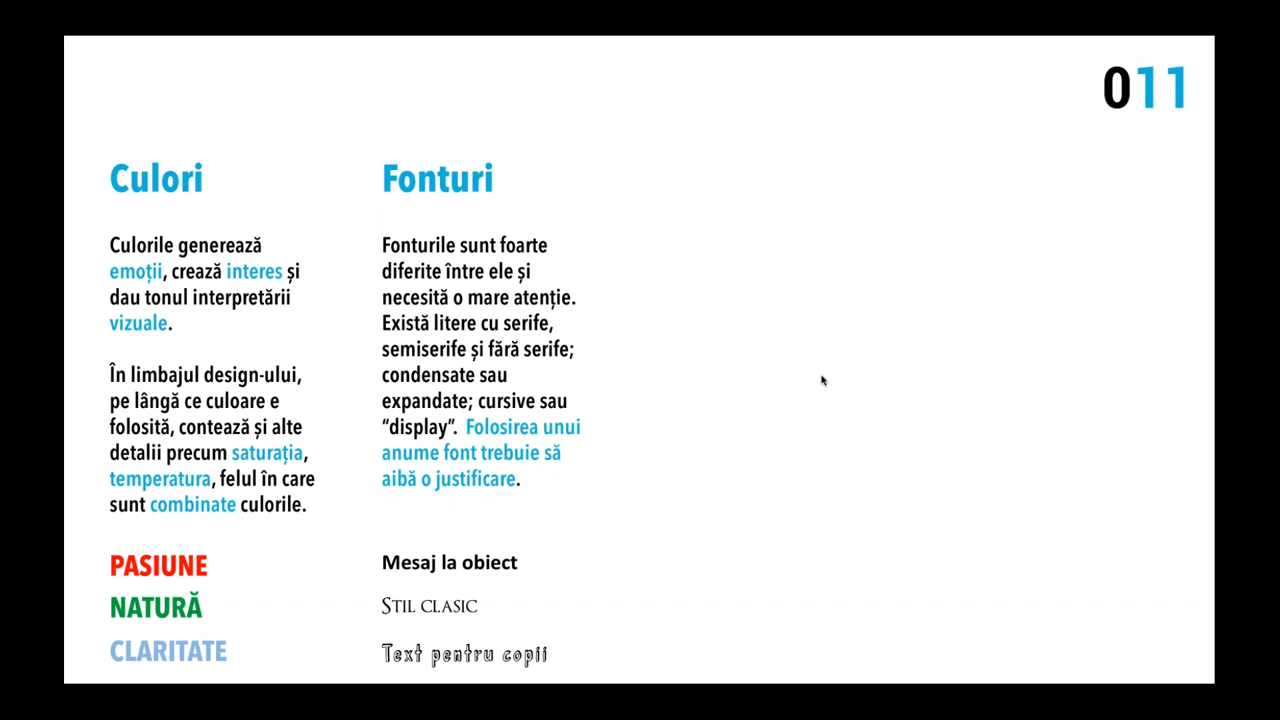 011
Culori
Culorile generează
emoții, crează interes și
dau tonul interpretării
vizuale.
În limbajul design-ului,
pe lângă ce culoare e
folosită, contează și alte
detalii precum saturația,
temperatura, felul în care
sunt combinate culorile.
PASIUNE
NATURĂ
CLARITATE
Fonturi
Fonturile sunt foarte
diferite între ele și
necesită o mare atenție.
Există litere cu serife,
semiserife și fără serife;
condensate sau
expandate; cursive sau
“display”. Folosirea unui
anume font trebuie să
aibă o justificare.
Mesaj la obiect
STIL CLASIC
Text pentru copii